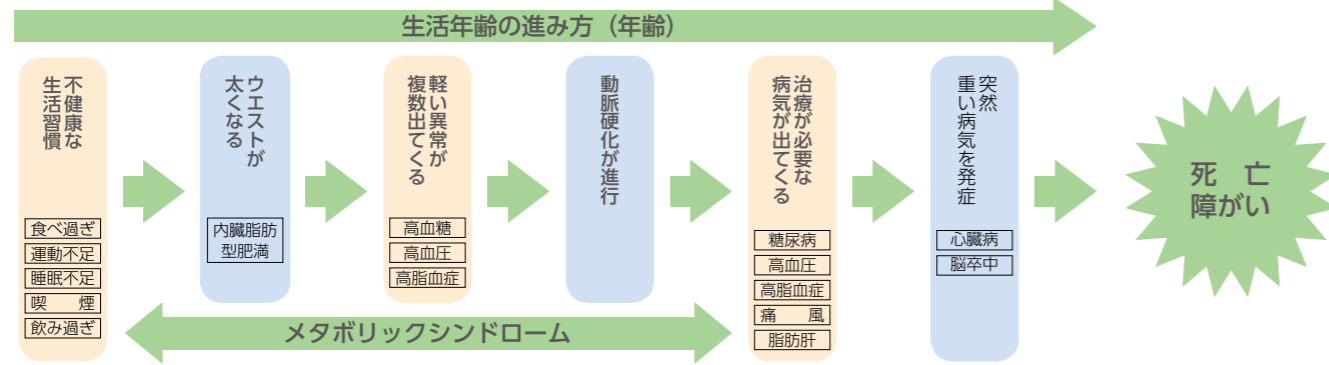 生活年齢の進み方（年齢）
不健康な
生活習慣
食べ過ぎ
運動不足
睡眠不足
喫　煙
飲み過ぎ
ウエストが
太くなる
内臓脂肪
型肥満
軽い異常が
複数出てくる
高血糖
高血圧
高脂血症
動脈硬化が進行
治療が必要な
病気が出てくる
糖尿病
高血圧
高脂血症
痛　風
脂肪肝
突然
重い病気を発症
心臓病
脳卒中
死　亡
障がい
メタボリックシンドローム